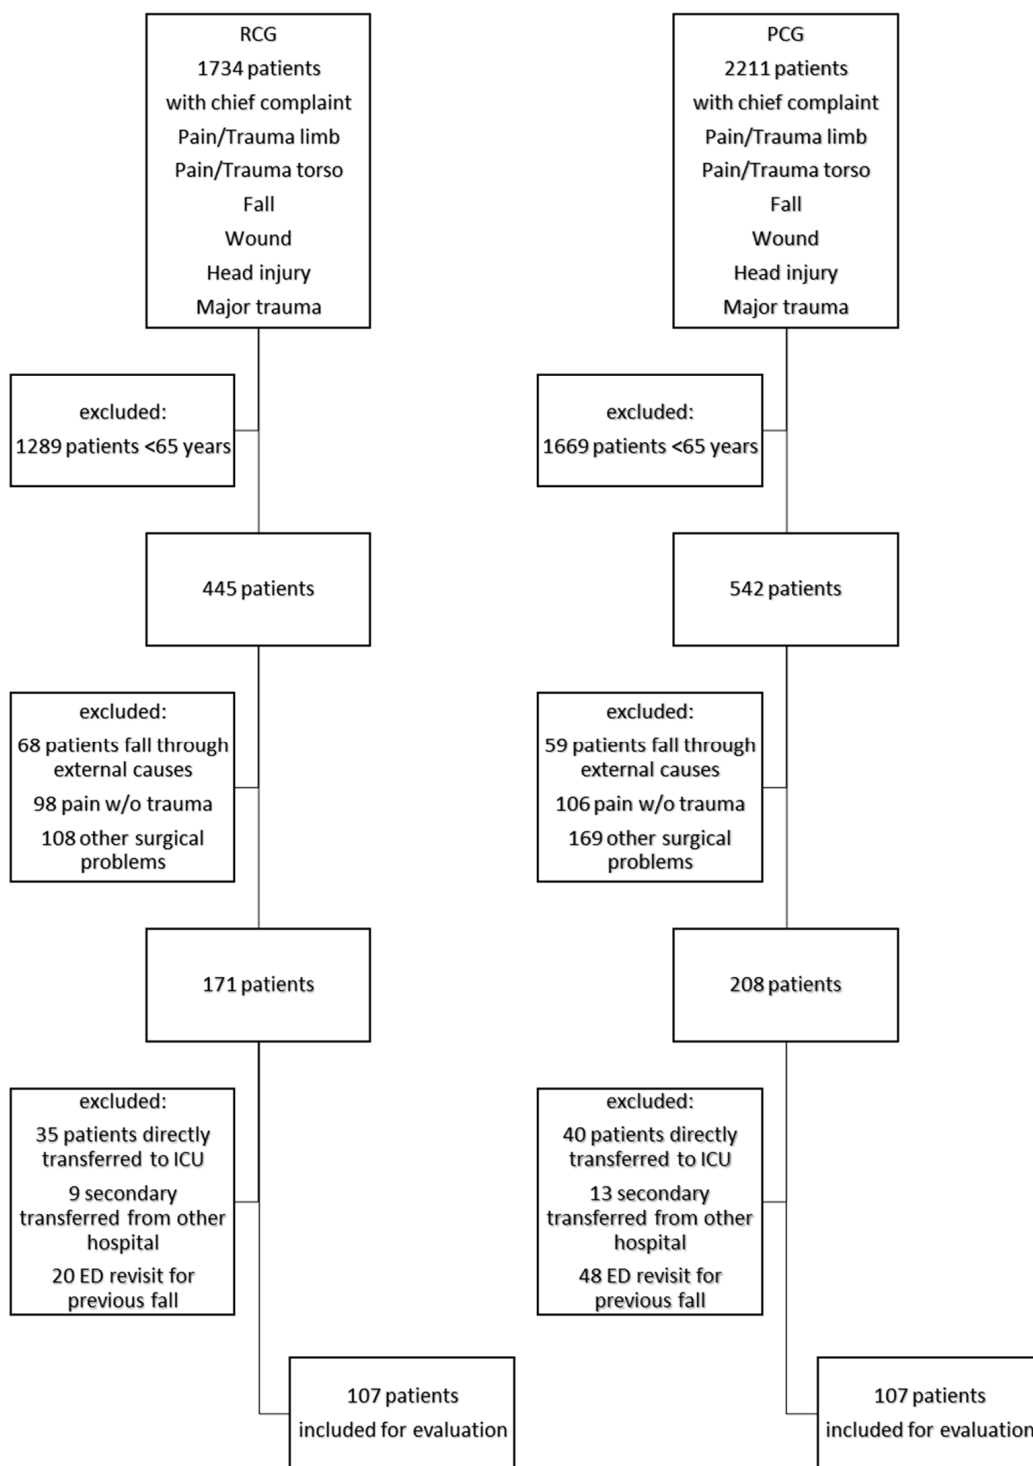 RCG
1734 patients
with chief complaint
Pain/Trauma limb
Pain/Trauma torso
Fall
Wound
Head injury
Major trauma
excluded:
1289 patients <65 years
445 patients
excluded:
68 patients fall through
external causes
98 pain w/o trauma
108 other surgical
problems
171 patients
excluded:
35 patients directly
transferred to ICU
9 secondary
transferred from other
hospital
20 ED revisit for
previous fall
107 patients
included for evaluation
PCG
2211 patients
with chief complaint
Pain/Trauma limb
Pain/Trauma torso
Fall
Wound
Head injury
Major trauma
excluded:
1669 patients <65 years
542 patients
excluded:
59 patients fall through
external causes
106 pain w/o trauma
169 other surgical
problems
208 patients
excluded:
40 patients directly
transferred to ICU
13 secondary
transferred from other
hospital
48 ED revisit for
previous fall
107 patients
included for evaluation